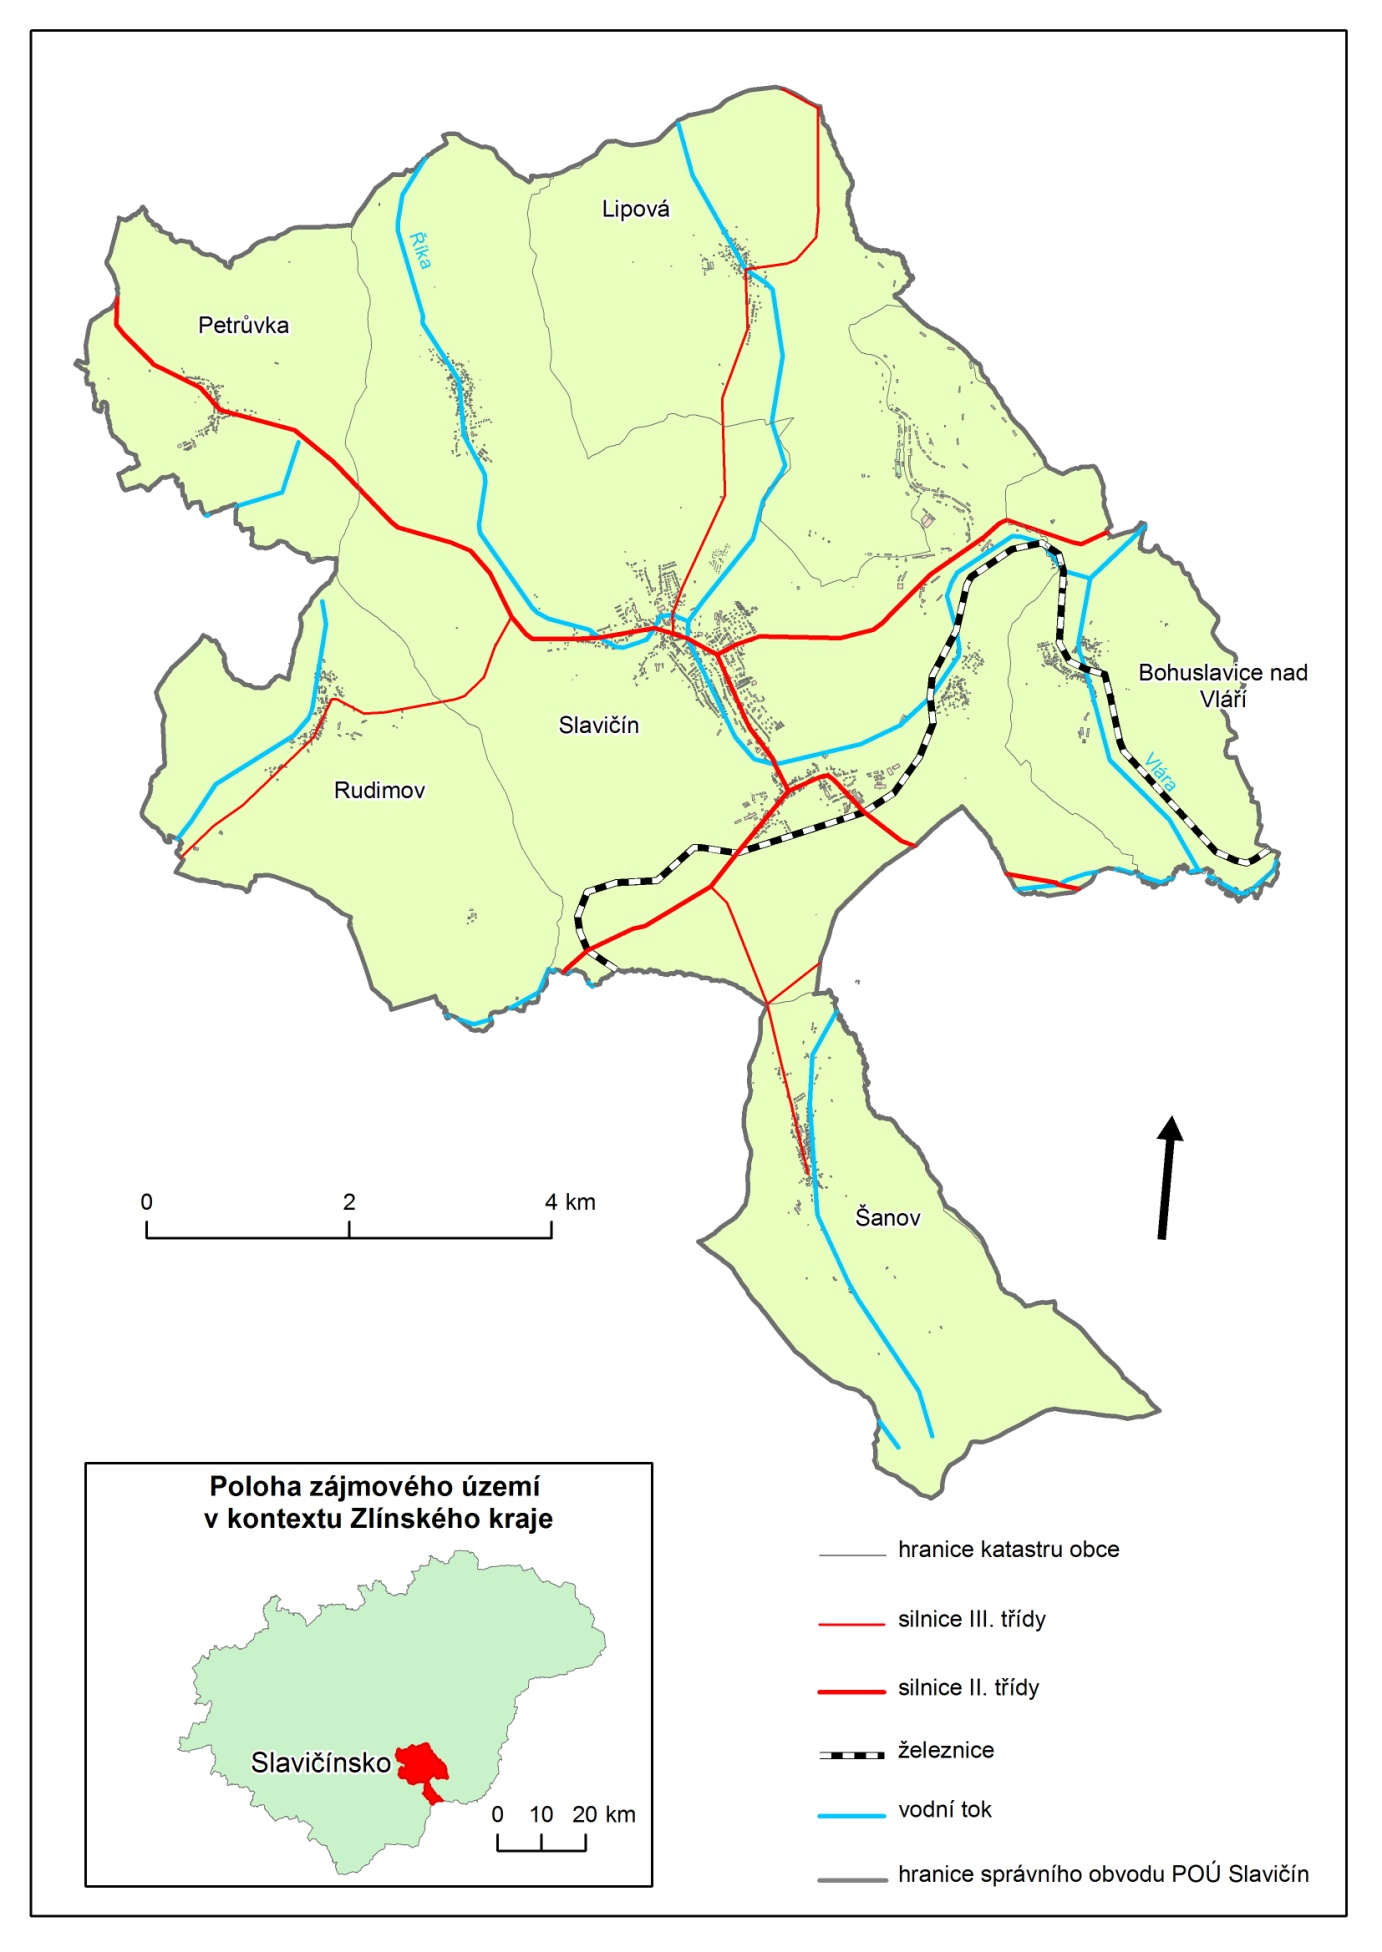 Lipová
Říka
Petrůvka
Bohuslavice nad
Vláří
Slavičín
Vlára
Rudimov
0 2 4 km
Šanov
Poloha zájmového území
v kontextu Zlínského kraje
Slavičínsko
0 10 20 km
hranice katastru obce
silnice III. třídy
silnice II. třídy
železnice
vodní tok
hranice správního obvodu POÚ Slavičín